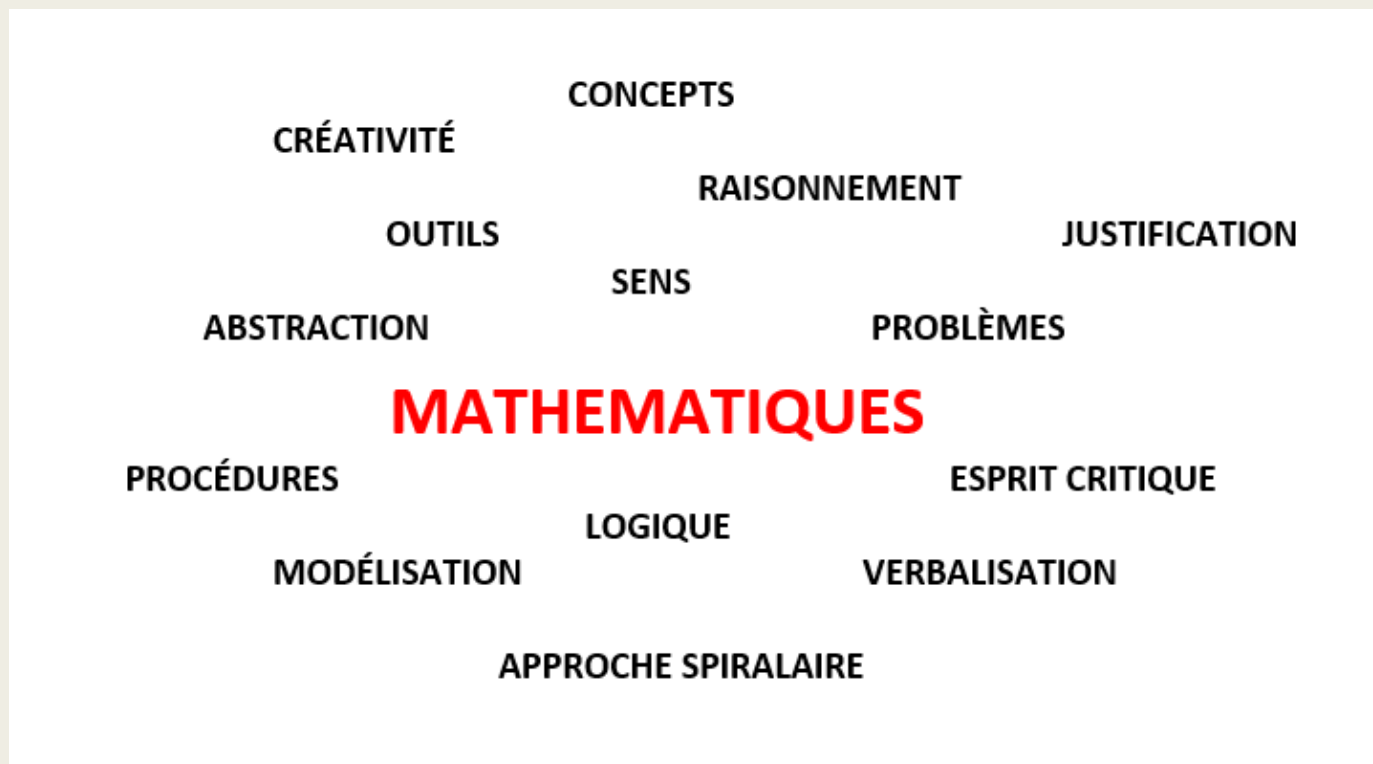 CONCEPTS
CRÉATIVITÉ
RAISONNEMENT
OUTILS JUSTIFICATION
SENS
ABSTRACTION PROBLÈMES
MATHEMATIQUES
PROCÉDURES ESPRIT CRITIQUE
LOGIQUE
MODÉLISATION VERBALISATION
APPROCHE SPIRALAIRE